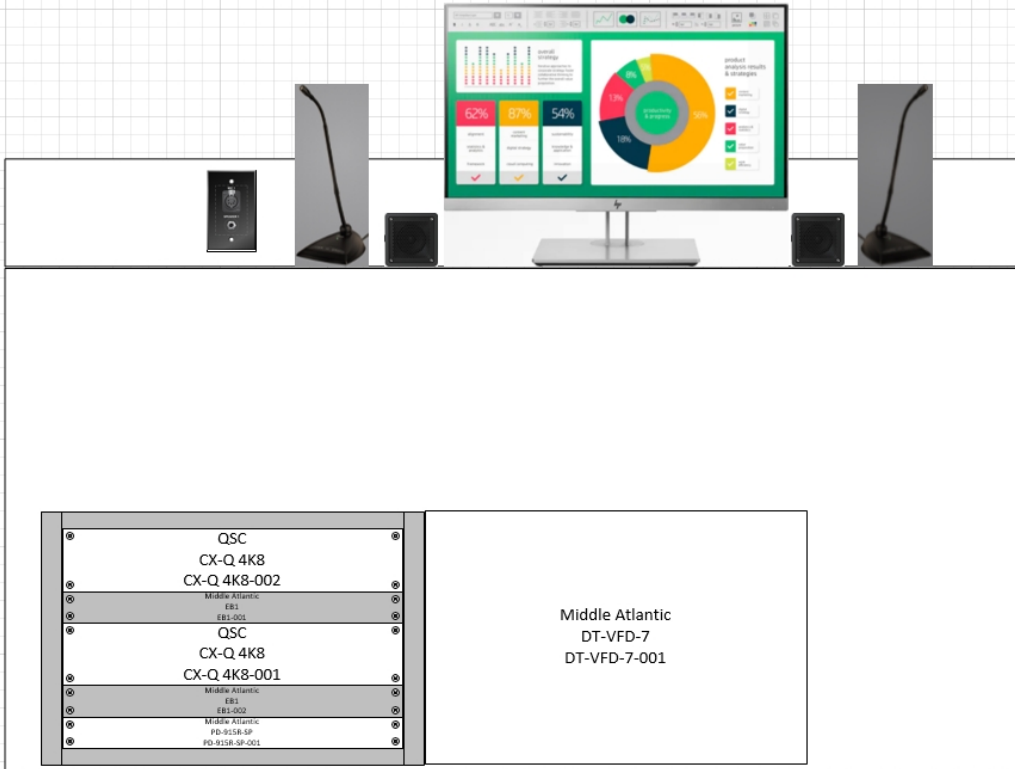 overall
strategy
62%
87%
54%
8%
13%
18%
56%
productivity
& progress
product
analysis results
& strategies
hp
QSC
CX-Q 4K8
CX-Q 4K8-002
Middle Atlantic
EB1
EB1-001
QSC
CX-Q 4K8
CX-Q 4K8-001
Middle Atlantic
EB1
EB1-002
Middle Atlantic
PD-915R-SP
PD-915R-SP-001
Middle Atlantic
DT-VFD-7
DT-VFD-7-001